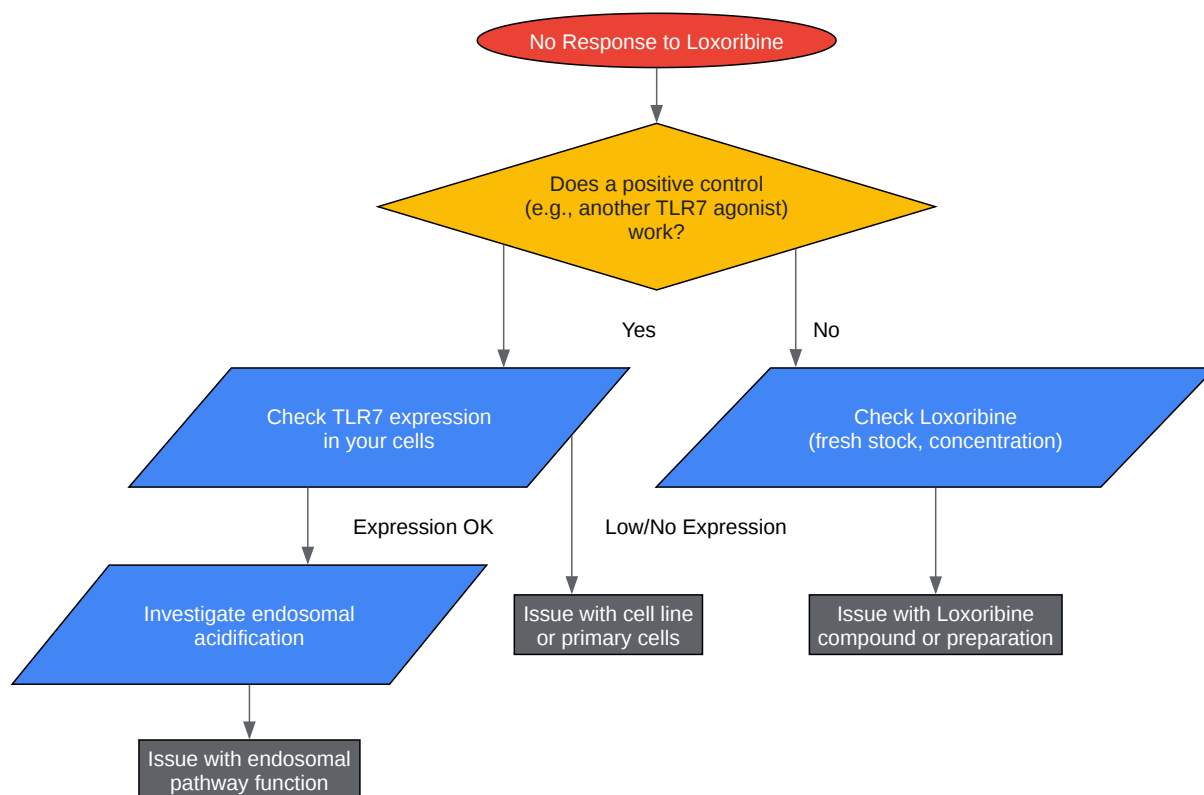 No Response to Loxoribine
Does a positive control
(e.g., another TLR7 agonist)
work?
Yes
No
Check TLR7 expression
in your cells
Check Loxoribine
(fresh stock, concentration)
Expression OK
Low/No Expression
Investigate endosomal
acidification
Issue with cell line
or primary cells
Issue with Loxoribine
compound or preparation
Issue with endosomal
pathway function